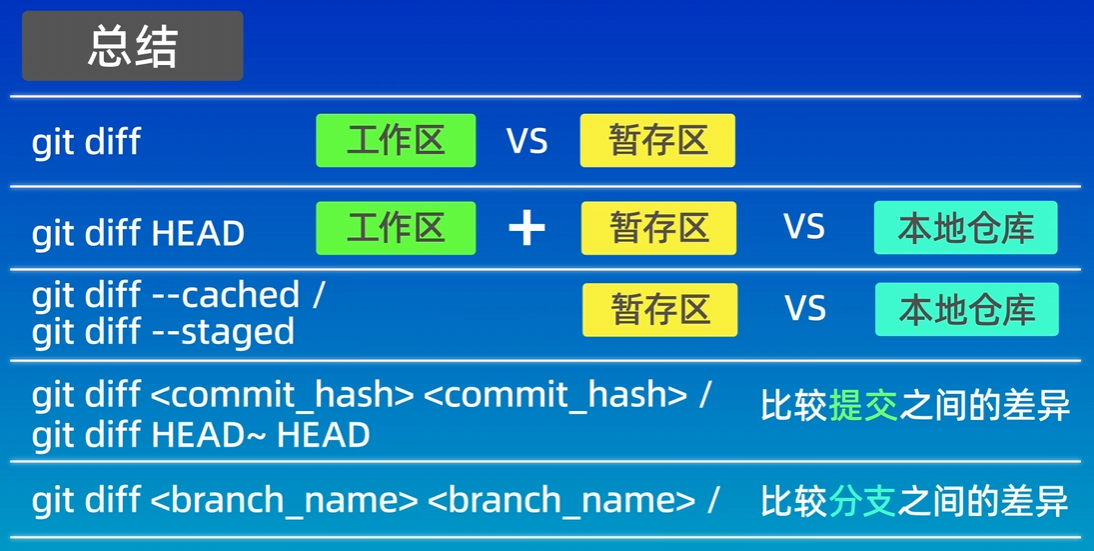 总结
git diff 工作区 VS 暂存区
git diff HEAD 工作区 + 暂存区 VS 本地仓库
git diff --cached /
git diff --staged 暂存区 VS 本地仓库
git diff <commit_hash> <commit_hash> /
git diff HEAD~ HEAD 比较提交之间的差异
git diff <branch_name> <branch_name> / 比较分支之间的差异